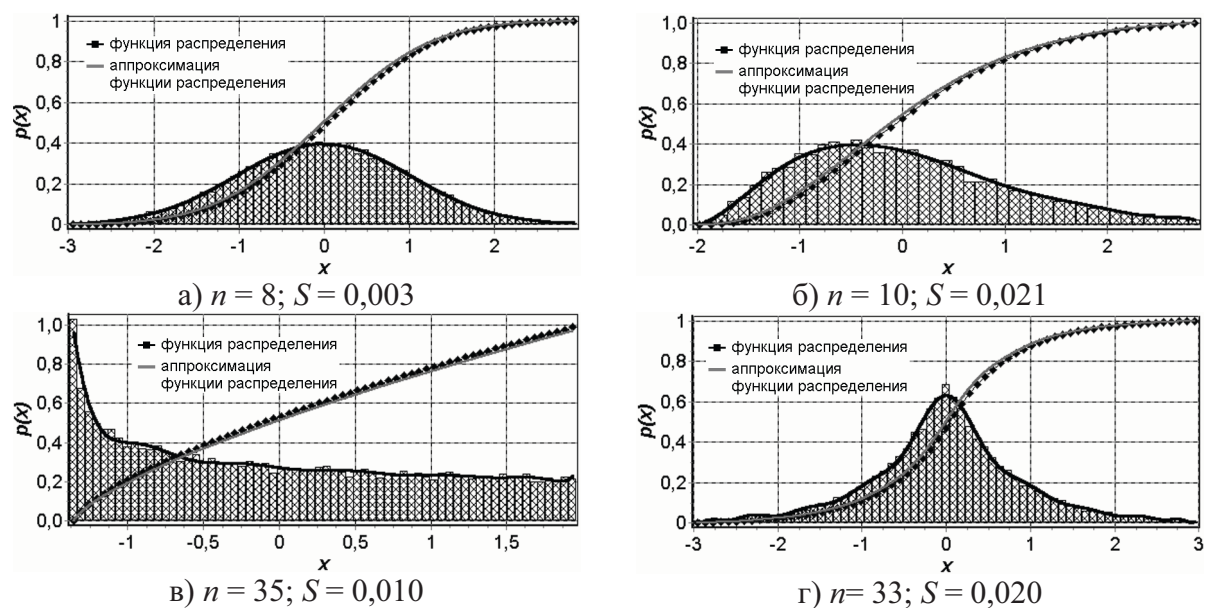 1
0,8
0,6
0,4
0,2
0,0
p(x)
функция распределения
аппроксимация
функции распределения
-3 -2 -1 0 1 2
x
а) n = 8; S = 0,003
1,0
0,8
0,6
0,4
0,2
0,0
p(x)
функция распределения
аппроксимация
функции распределения
-2 -1 0 1 2
x
б) n = 10; S = 0,021
1,0
0,8
0,6
0,4
0,2
0,0
p(x)
функция распределения
аппроксимация
функции распределения
-1 -0,5 0 0,5 1 1,5
x
в) n = 35; S = 0,010
1
0,8
0,6
0,4
0,2
0
p(x)
функция распределения
аппроксимация
функции распределения
-3 -2 -1 0 1 2 3
x
г) n= 33; S = 0,020